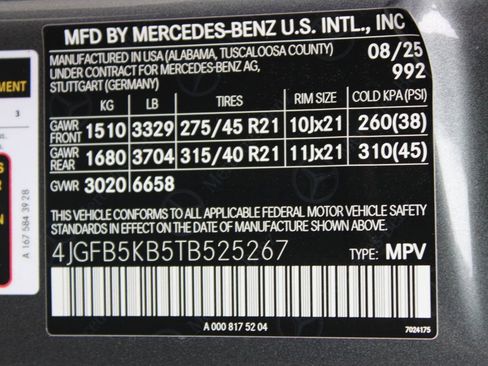 MFD BY MERCEDES-BENZ U.S. INTL., INC
MANUFACTURED IN USA (ALABAMA, TUSCALOOSA COUNTY) 08/25
UNDER CONTRACT FOR MERCEDES-BENZ AG, 992
STUTTGART (GERMANY)
KG LB TIRES RIM SIZE COLD KPA (PSI)
GAWR FRONT 1510 3329 275/45 R21 10Jx21 260(38)
GAWR REAR 1680 3704 315/40 R21 11Jx21 310(45)
GVWR 3020 6658
THIS VEHICLE CONFORMS TO ALL APPLICABLE FEDERAL MOTOR VEHICLE SAFETY
STANDARDS IN EFFECT ON THE DATE OF MANUFACTURE SHOWN ABOVE.
4JGFB5KB5TB525267 TYPE: MPV
A 000 817 52 04
7024175
3
A 167 584 39 28